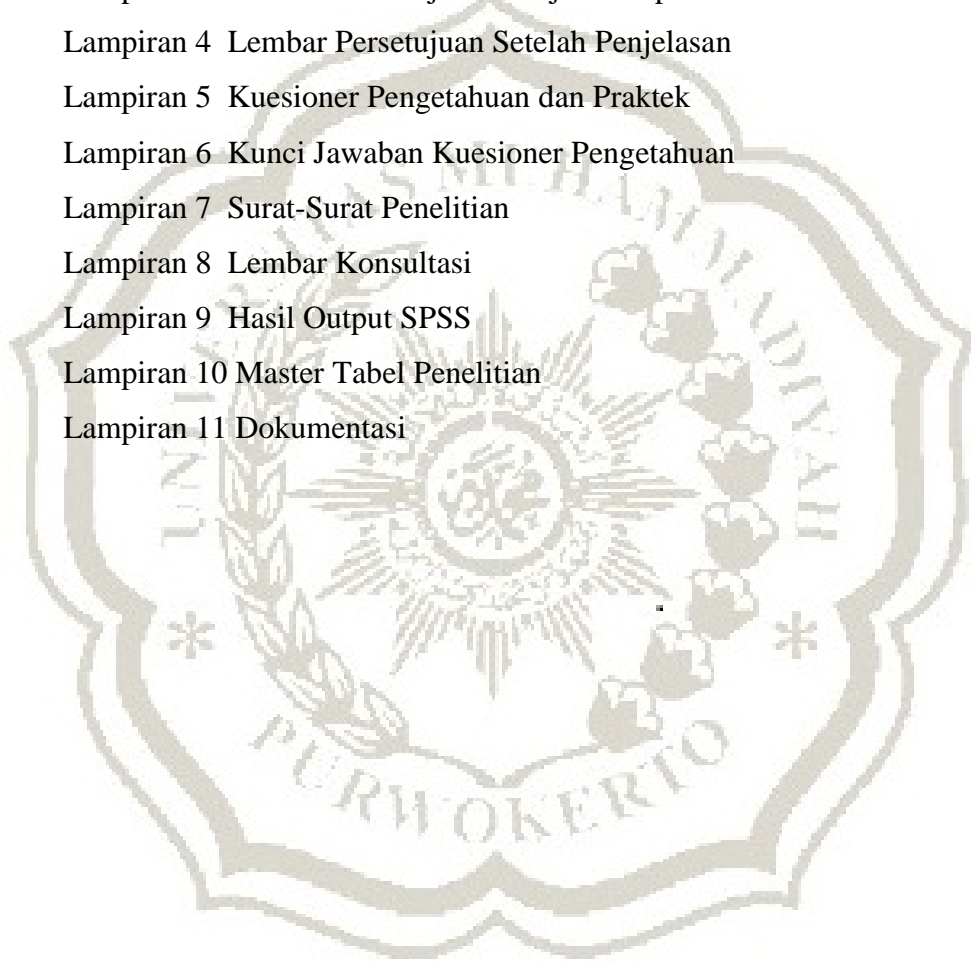 Lampiran 4 Lembar Persetujuan Setelah Penjelasan
Lampiran 5 Kuesioner Pengetahuan dan Praktek
Lampiran 6 Kunci Jawaban Kuesioner Pengetahuan
Lampiran 7 Surat-Surat Penelitian
Lampiran 8 Lembar Konsultasi
Lampiran 9 Hasil Output SPSS
Lampiran 10 Master Tabel Penelitian
Lampiran 11 Dokumentasi
UNIVERSITAS MUHAMMADIYAH
PURWOKERTO